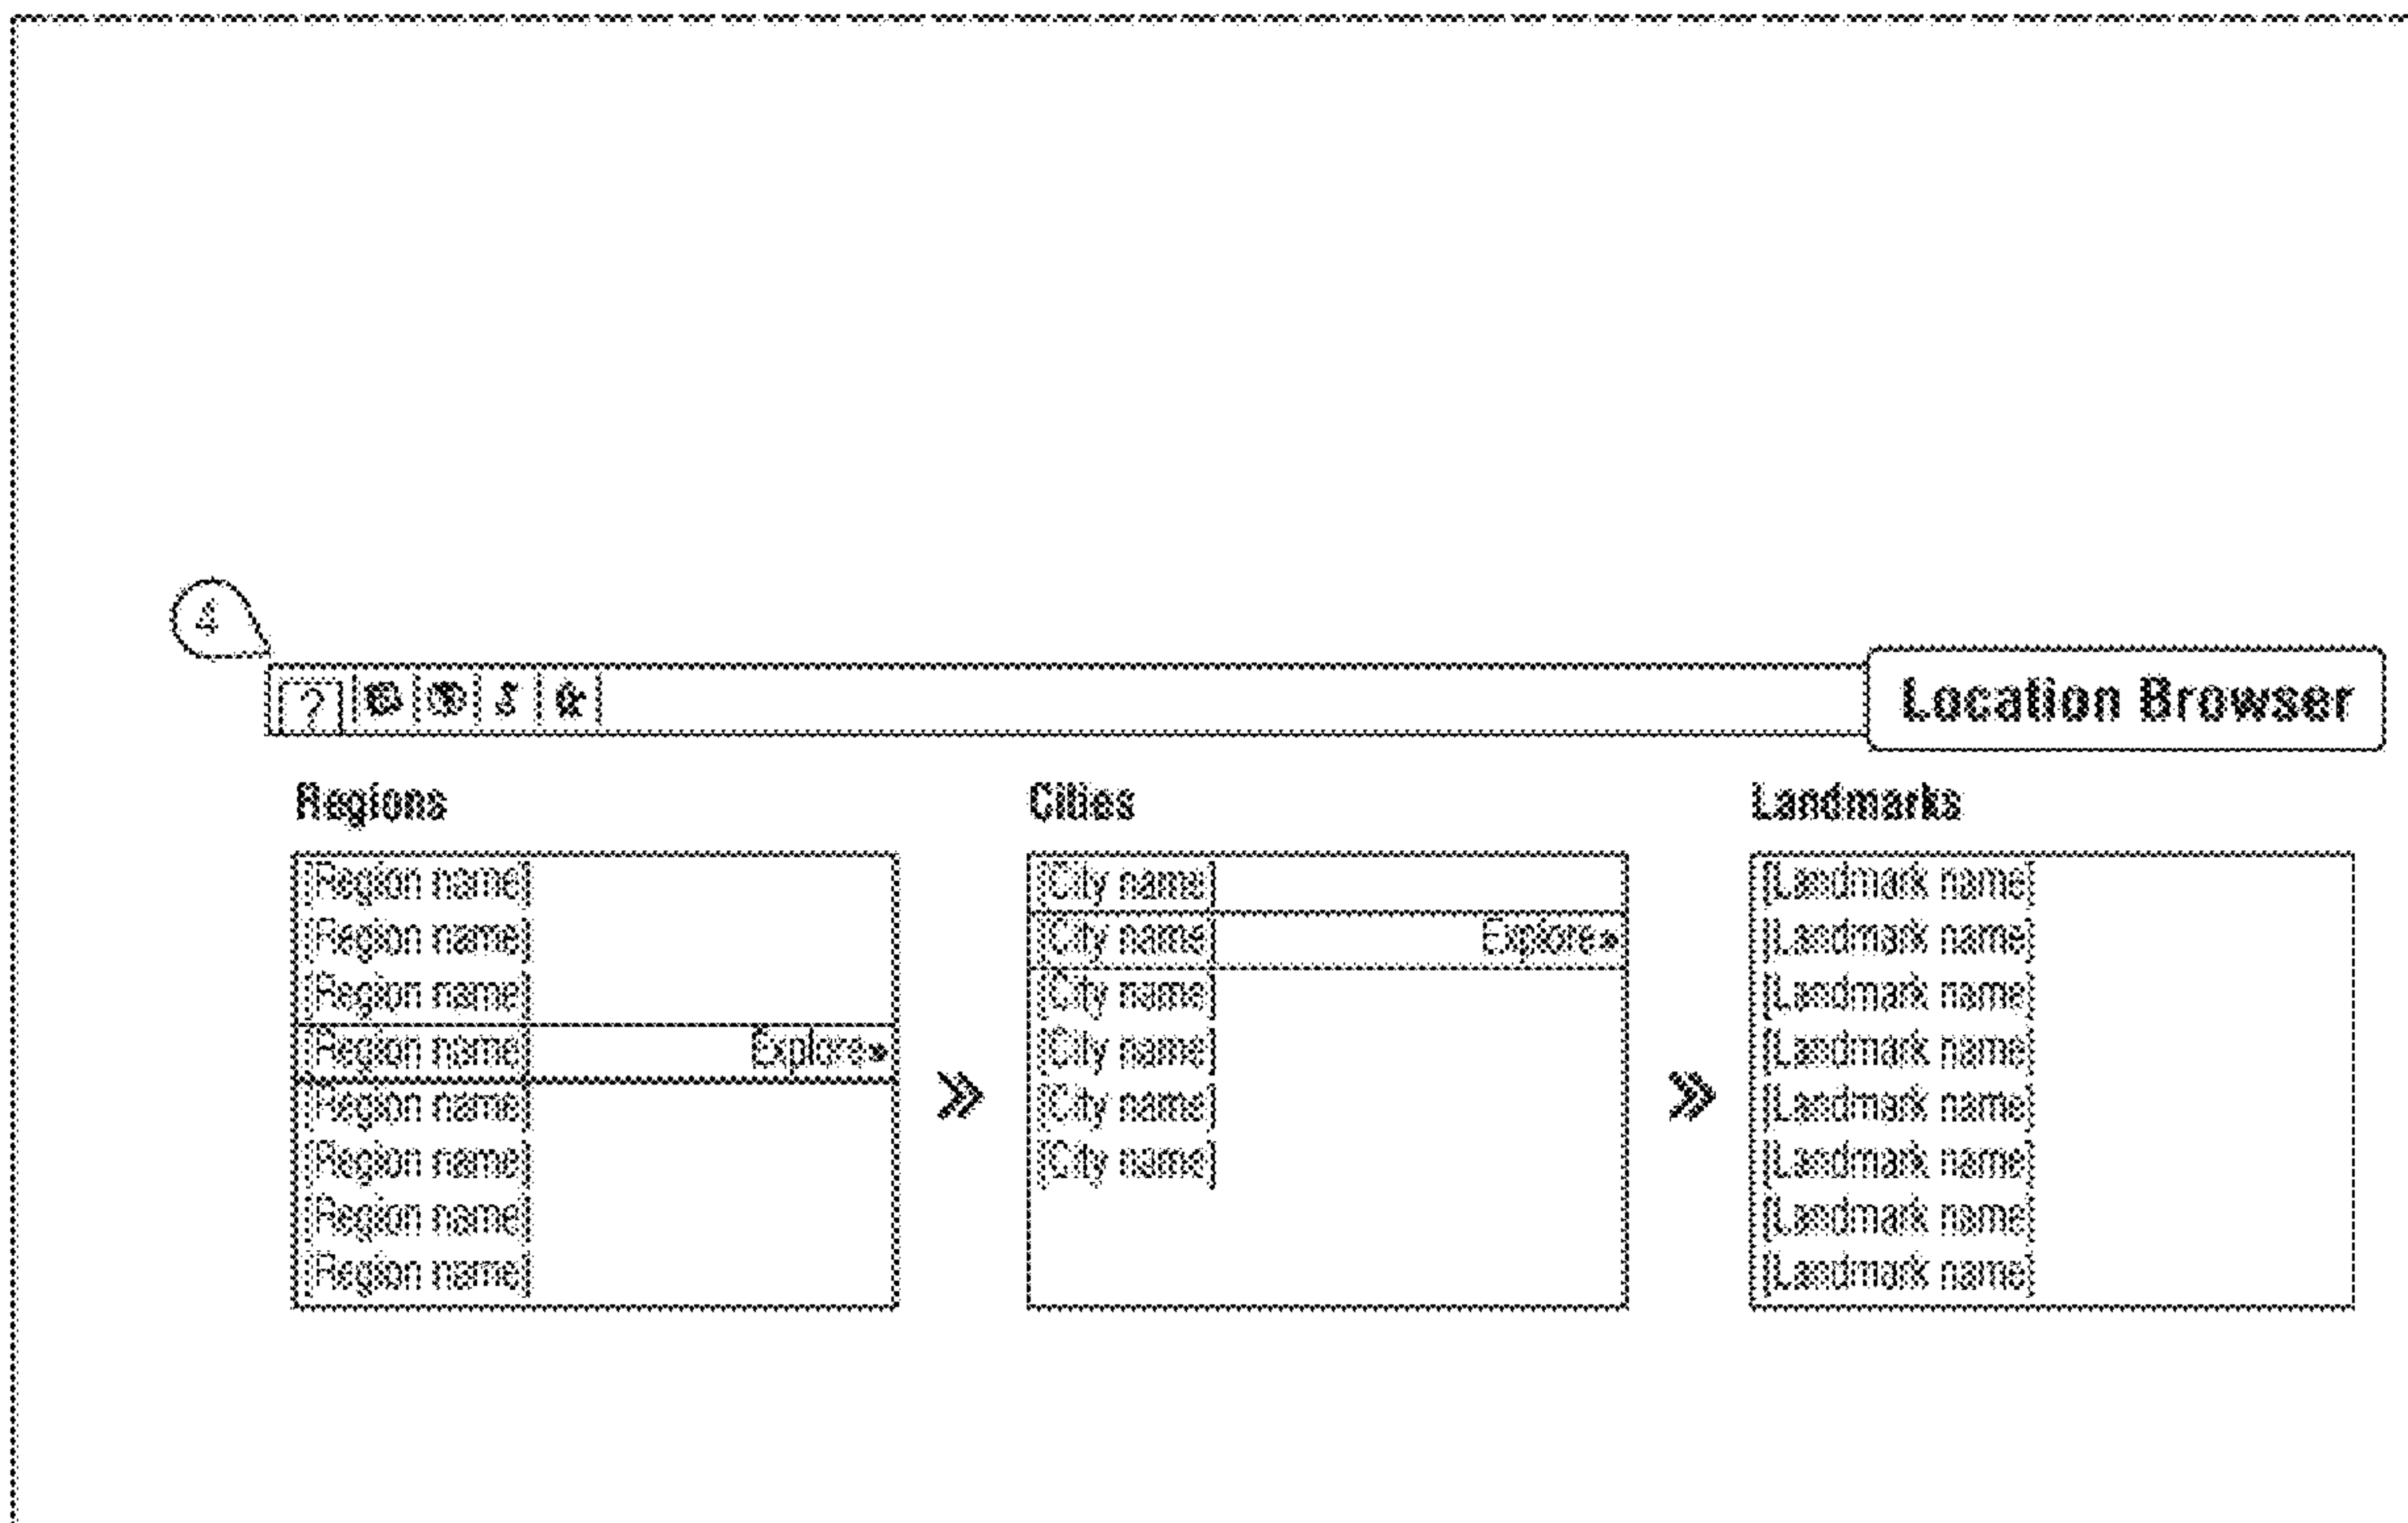 4
?
Location Browser
Regions
[Region name]
[Region name]
[Region name]
[Region name] Explore»
[Region name]
[Region name]
[Region name]
[Region name]
»
Cities
[City name]
[City name] Explore»
[City name]
[City name]
[City name]
[City name]
»
Landmarks
[Landmark name]
[Landmark name]
[Landmark name]
[Landmark name]
[Landmark name]
[Landmark name]
[Landmark name]
[Landmark name]